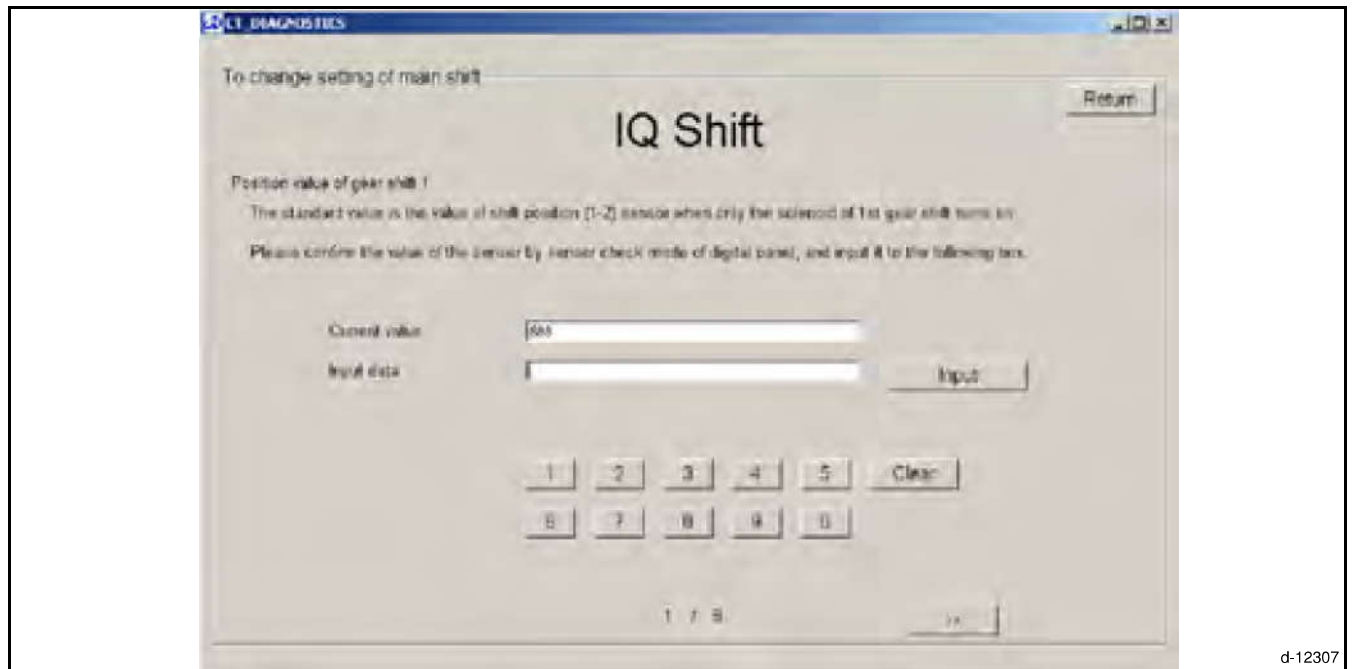 CT_DIAGNOSTICS
To change setting of main shift
Return
IQ Shift
Position value of gear shift 1
The standard value is the value of shift position [1-2] sensor when only the solenoid of 1st gear shift turns on.
Please confirm the value of the sensor by sensor check mode of digital panel, and input it to the following box.
Current value
Input data
Input
1 2 3 4 5 Clear
6 7 8 9 0
1 /
>>
d-12307